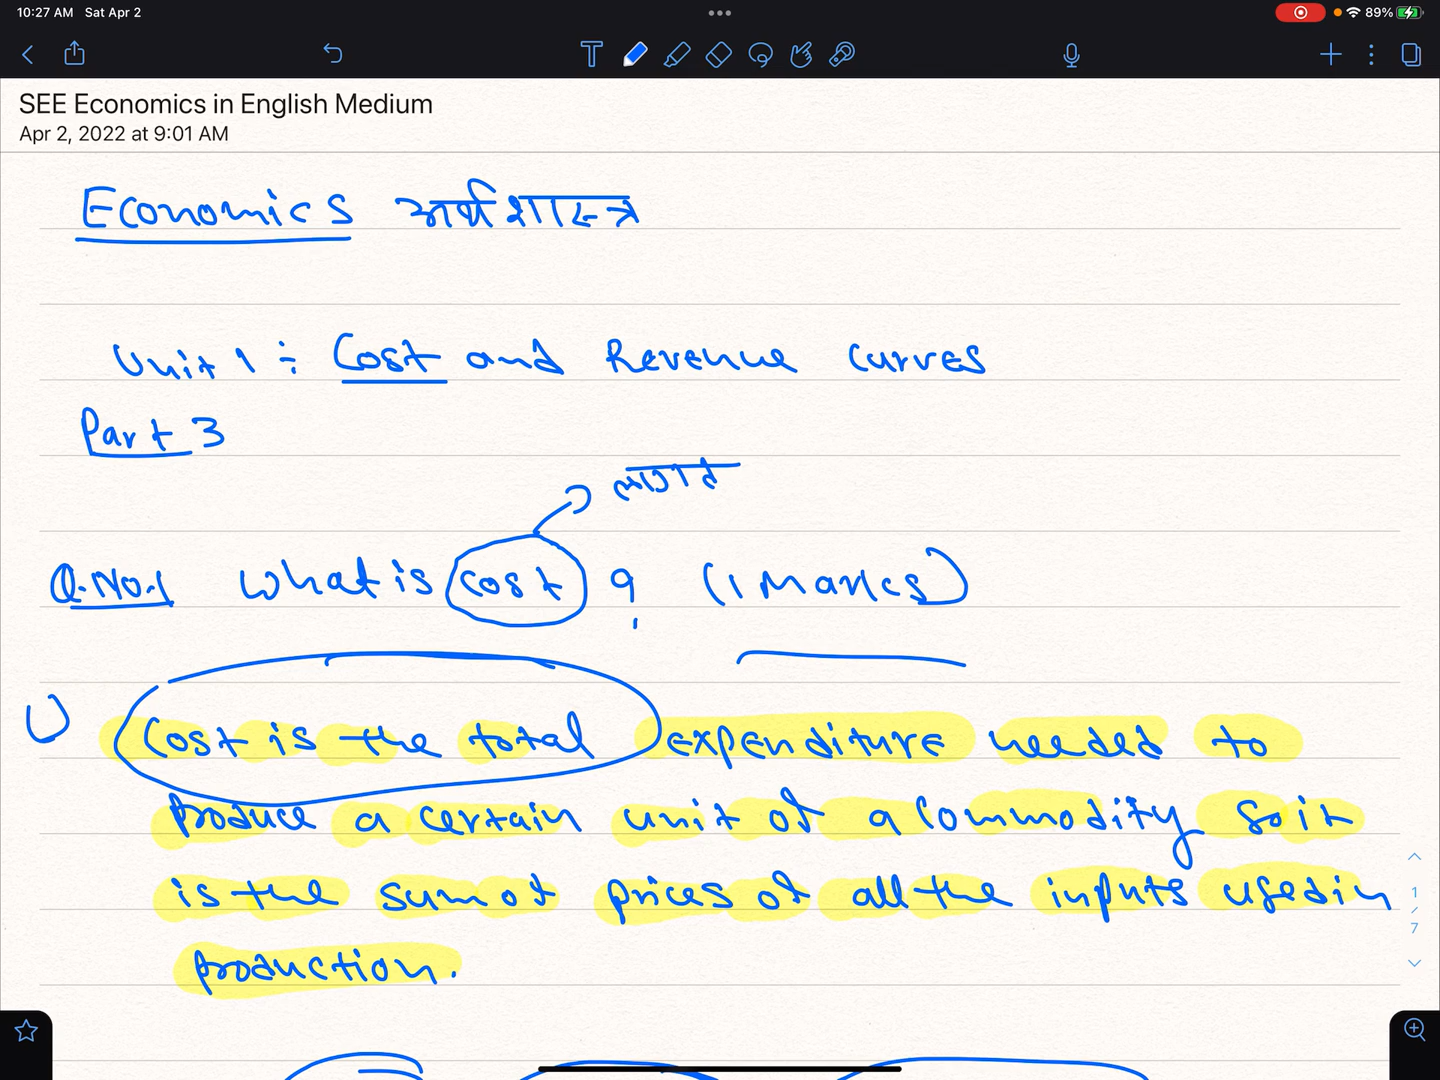 10:27 AM Sat Apr 2
89%
SEE Economics in English Medium
Apr 2, 2022 at 9:01 AM
Economics अर्थशास्त्र
Unit 1 : Cost and Revenue Curves
Part 3
लागत
Q.No.1 What is cost ? (1 Marks)
Cost is the total expenditure needed to
produce a certain unit of a commodity so it
is the sum of prices of all the inputs used in
production.
1
/
7